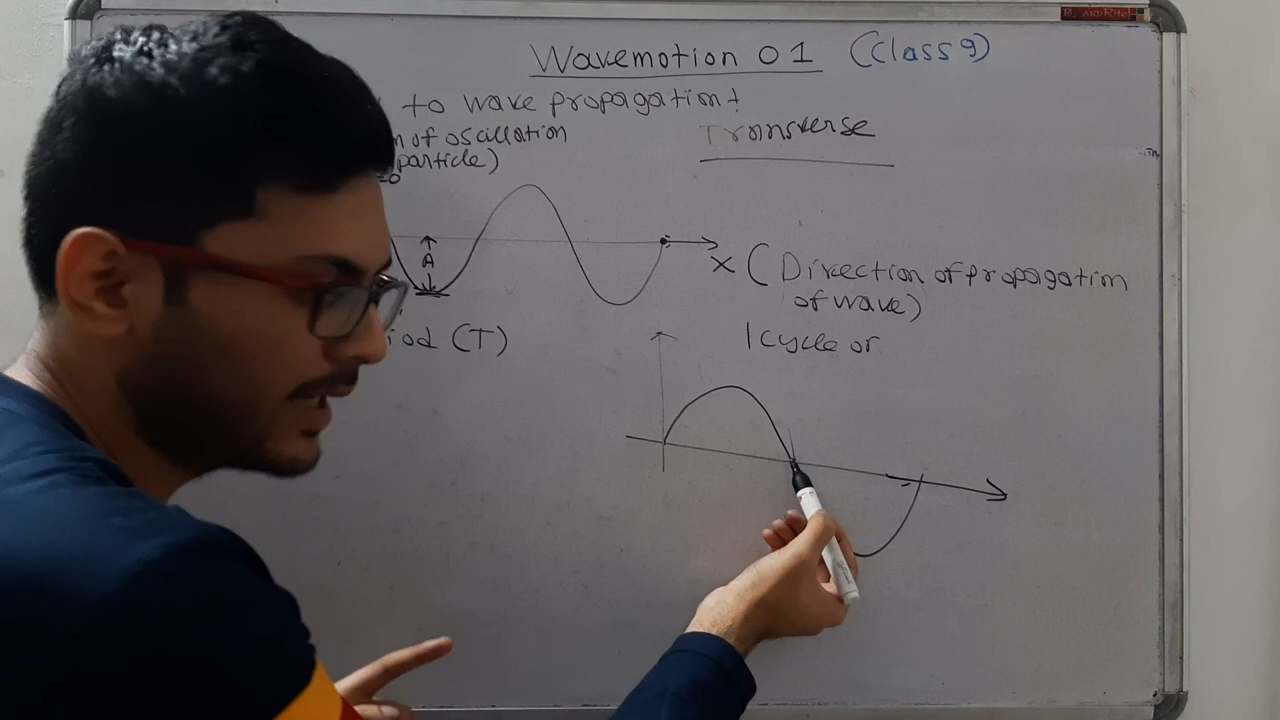 Wavemotion 01 (Class 9)
to wave propagation+
n of oscillation
Transverse
particle)
A
X (Direction of propagation
of wave)
iod (T)
1 cycle or